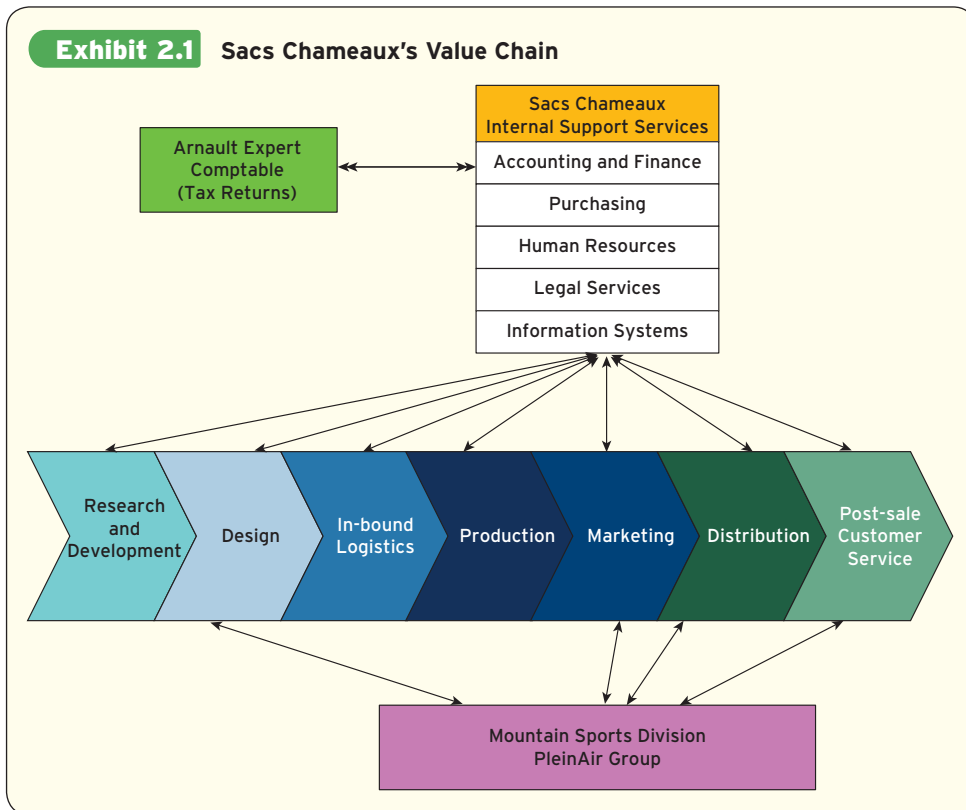 Exhibit 2.1 Sacs Chameaux's Value Chain
Sacs Chameaux
Internal Support Services
Arnault Expert
Comptable
(Tax Returns)
Accounting and Finance
Purchasing
Human Resources
Legal Services
Information Systems
Research
and
Development
Design
In-bound
Logistics
Production
Marketing
Distribution
Post-sale
Customer
Service
Mountain Sports Division
PleinAir Group